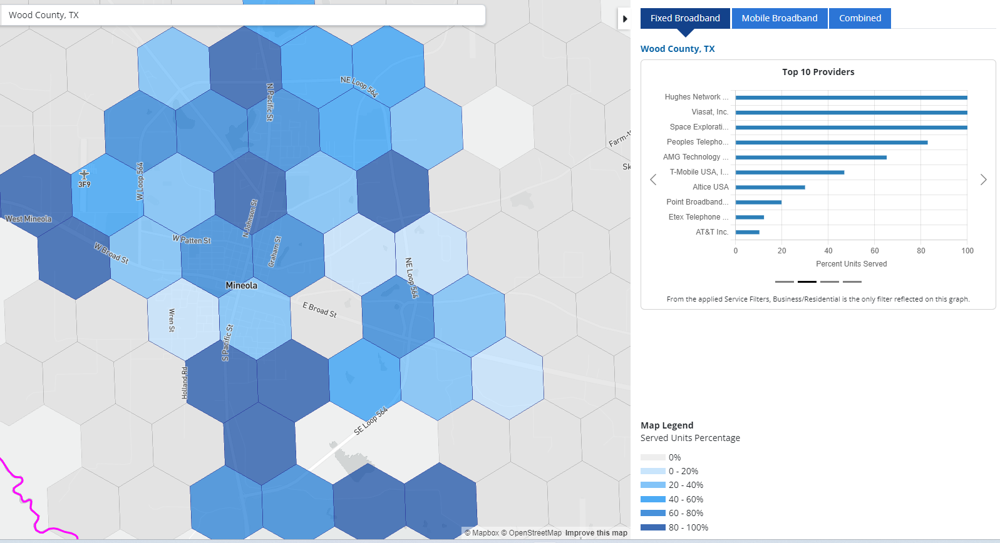 Wood County, TX
NE Loop 564
N Pacific St
Farm-t
Sk
3F9
W Loop 564
West Mineola
N Johnson St
W Patten St
W Broad St
Graham St
NE Loop 564
Mineola
E Broad St
Wren St
S Pacific St
Holland Rd
SE Loop 564
© Mapbox © OpenStreetMap Improve this map
Fixed Broadband
Mobile Broadband
Combined
Wood County, TX
Top 10 Providers
Hughes Network ...
Viasat, Inc.
Space Explorati...
Peoples Telepho...
AMG Technology ...
T-Mobile USA, I...
Altice USA
Point Broadband...
Etex Telephone ...
AT&T Inc.
0 20 40 60 80 100
Percent Units Served
From the applied Service Filters, Business/Residential is the only filter reflected on this graph.
Map Legend
Served Units Percentage
0%
0 - 20%
20 - 40%
40 - 60%
60 - 80%
80 - 100%